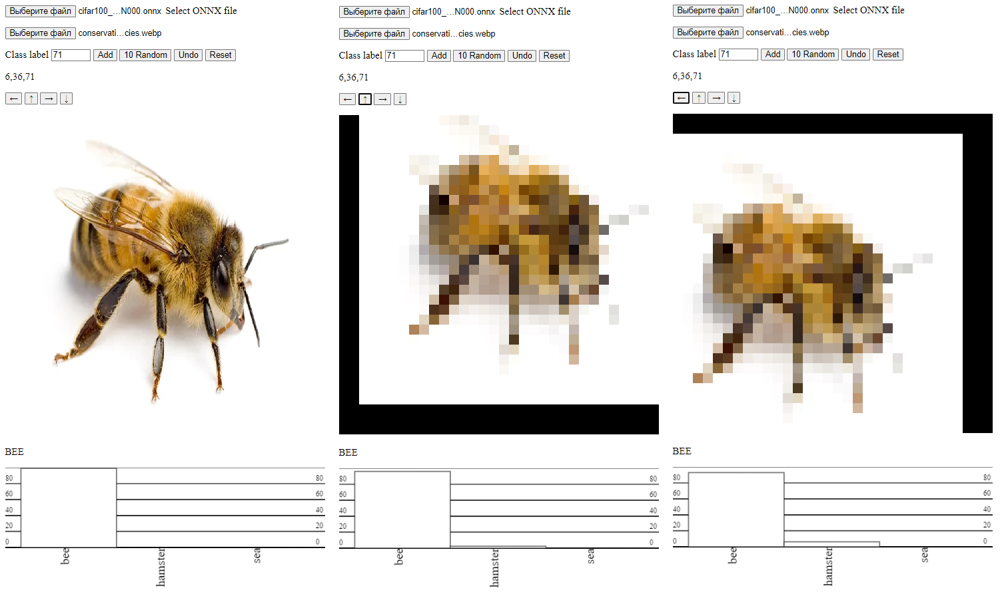 Выберите файл cifar100_...N000.onnx Select ONNX file
Выберите файл conservati...cies.webp
Class label 71 Add 10 Random Undo Reset
6,36,71
← ↑ → ↓
BEE
80 80
60 60
40 40
20 20
0 0
bee hamster sea
Выберите файл cifar100_...N000.onnx Select ONNX file
Выберите файл conservati...cies.webp
Class label 71 Add 10 Random Undo Reset
6,36,71
← ↑ → ↓
BEE
80 80
60 60
40 40
20 20
0 0
bee hamster sea
Выберите файл cifar100_...N000.onnx Select ONNX file
Выберите файл conservati...cies.webp
Class label 71 Add 10 Random Undo Reset
6,36,71
← ↑ → ↓
BEE
80 80
60 60
40 40
20 20
0 0
bee hamster sea